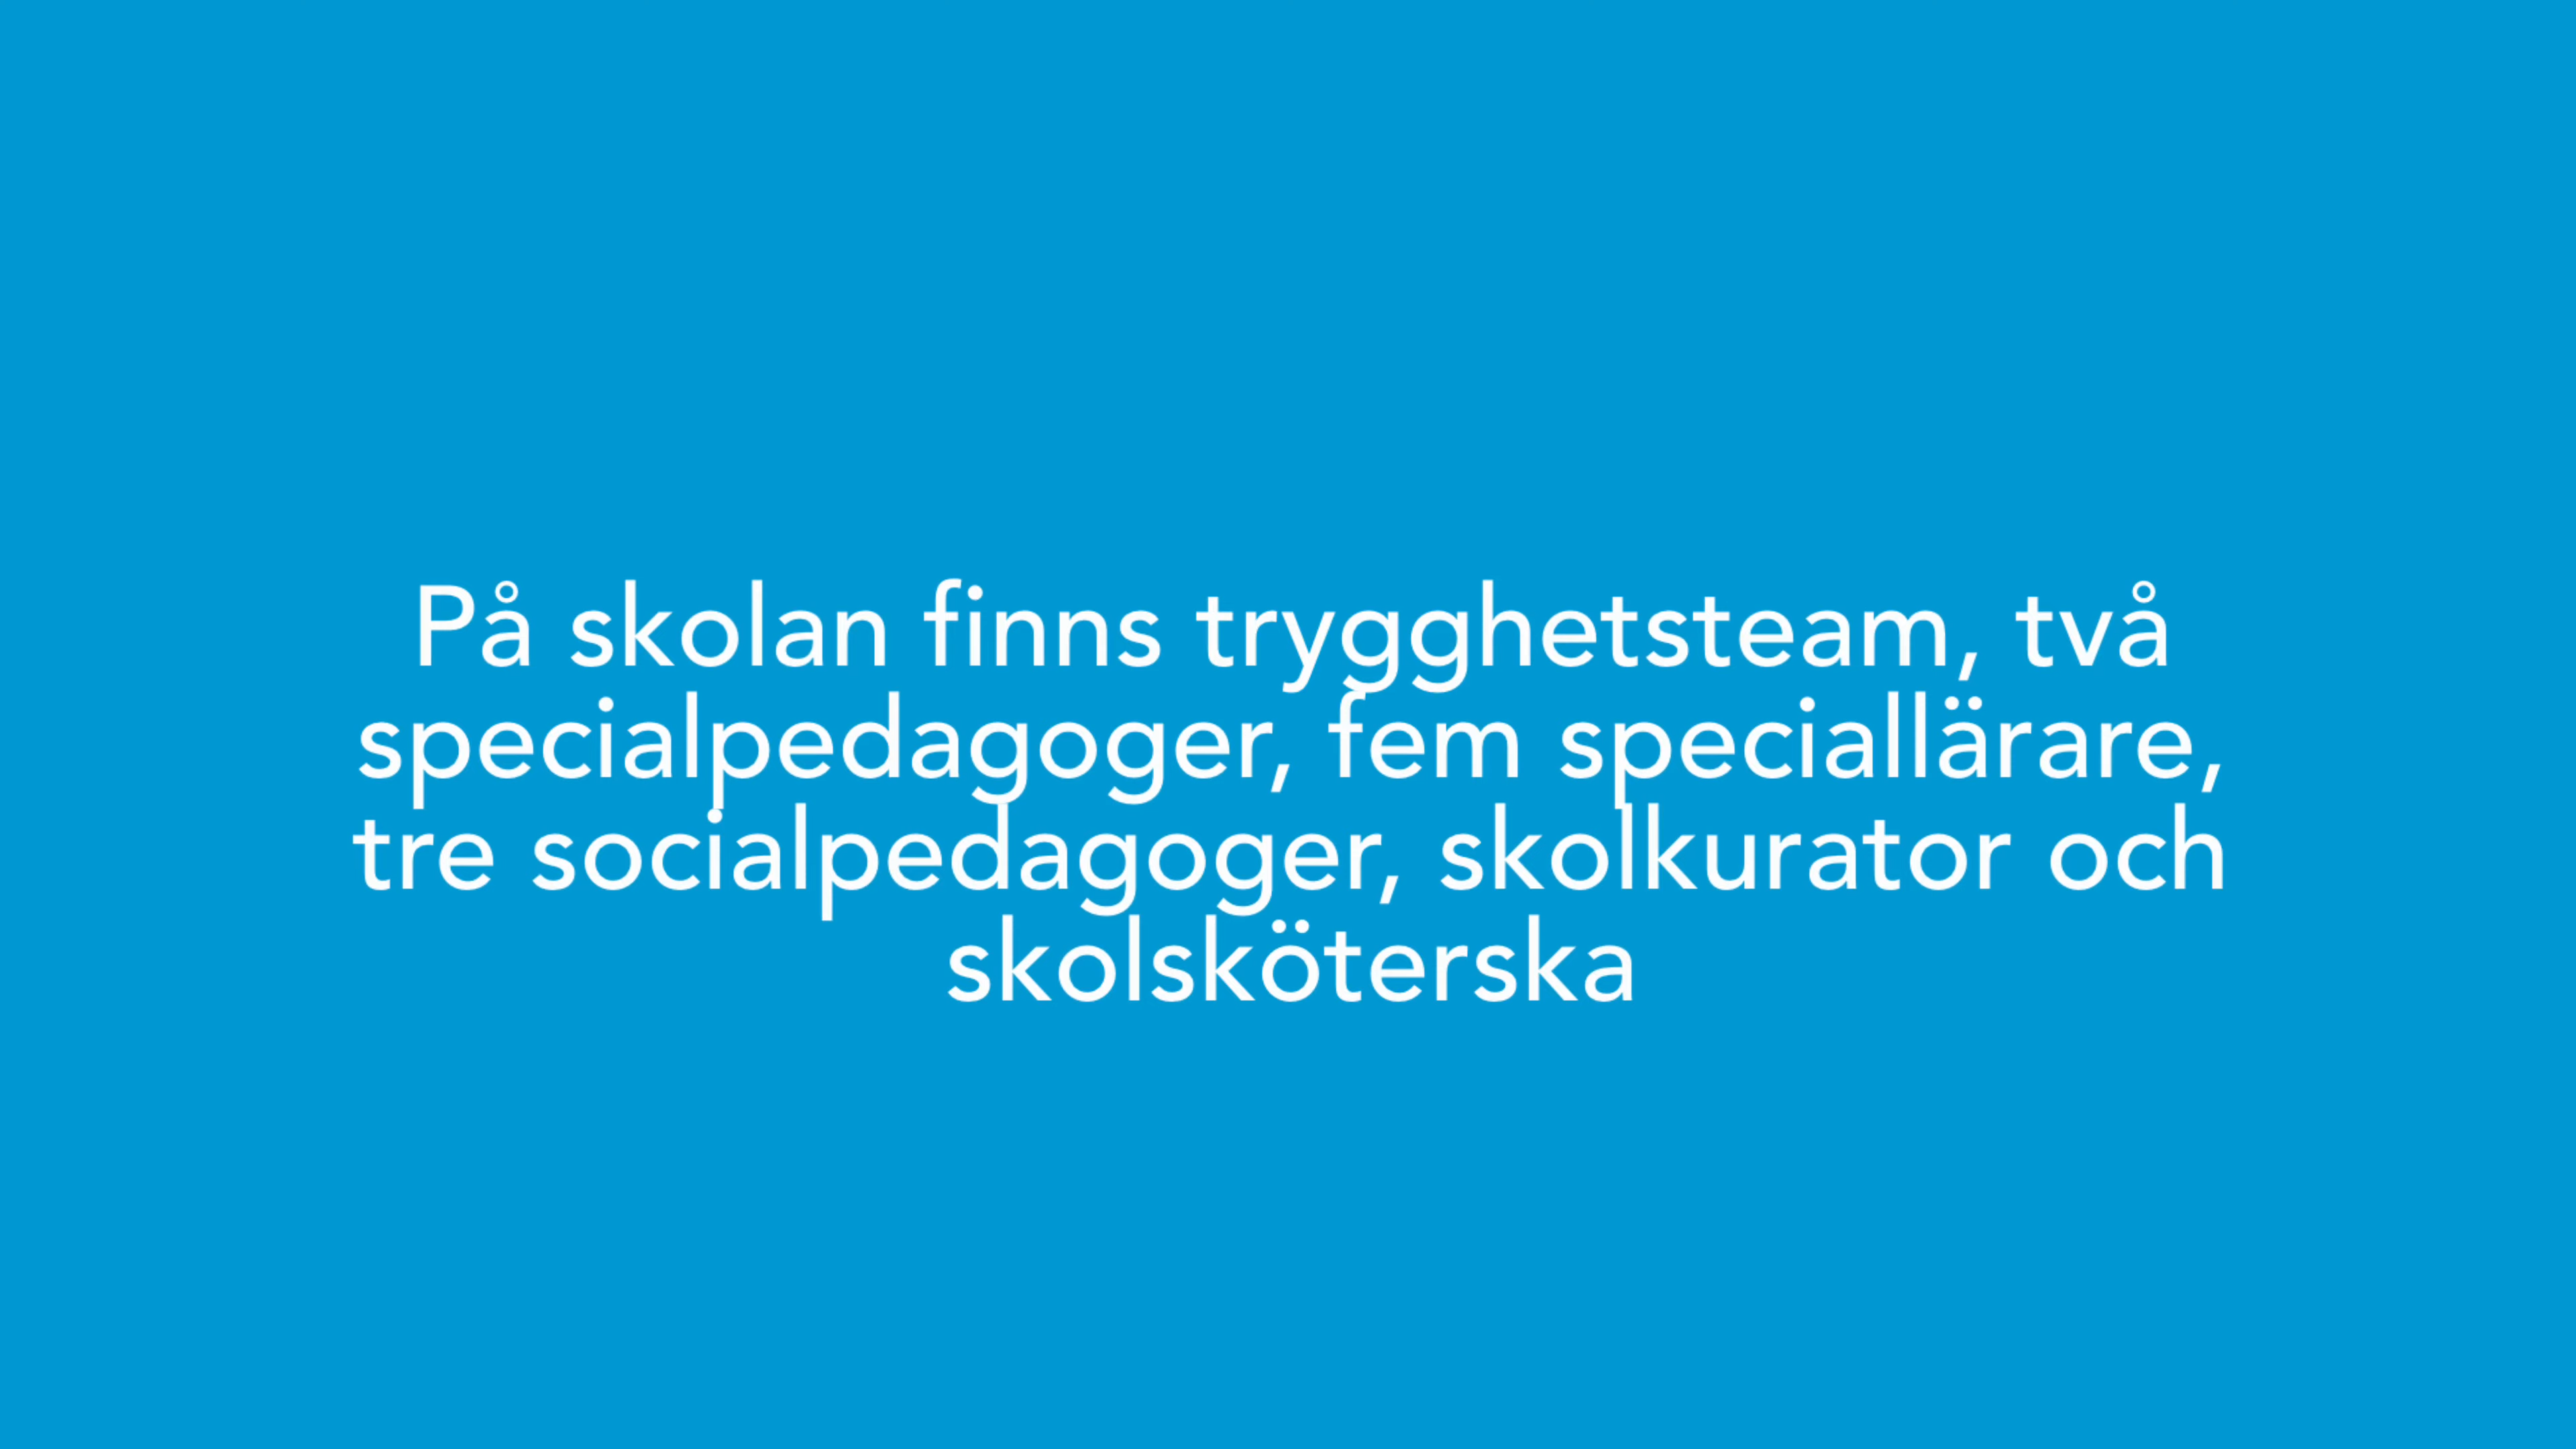 På skolan finns trygghetsteam, två
specialpedagoger, fem speciallärare,
tre socialpedagoger, skolkurator och
skolsköterska